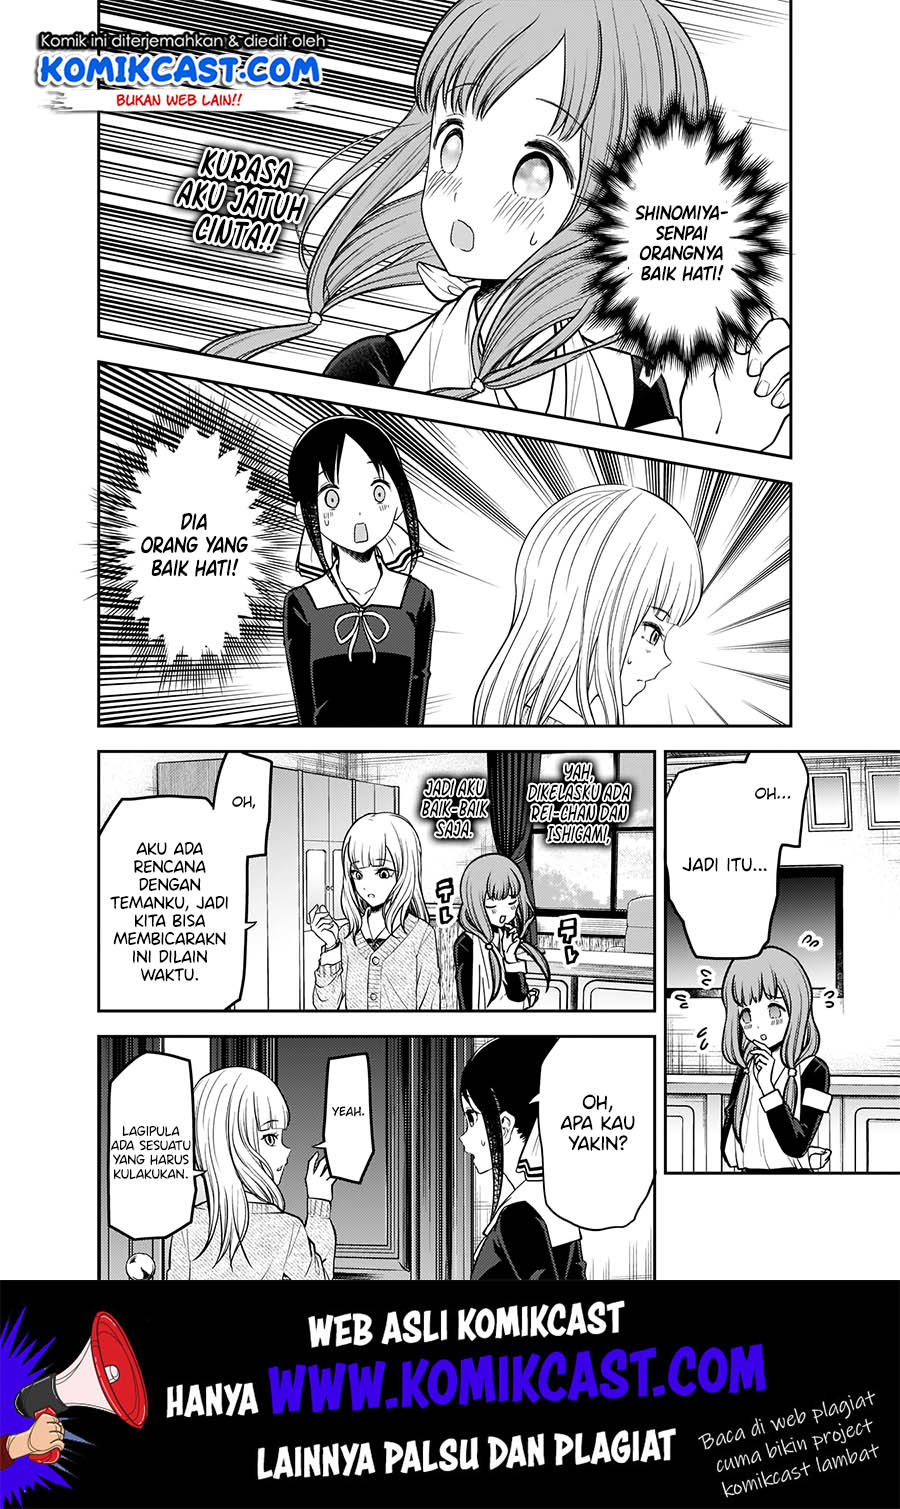 Komik ini diterjemahkan & diedit oleh
KOMIKCAST.COM
BUKAN WEB LAIN!!
SHINOMIYA-
SENPAI
ORANGNYA
BAIK HATI!
KURASA
AKU JATUH
CINTA!!
DIA
ORANG YANG
BAIK HATI!
OH...
JADI ITU...
YAH,
DIKELASKU ADA
REI-CHAN DAN
ISHIGAMI,
JADI AKU
BAIK-BAIK
SAJA.
テレ
テレ
OH,
AKU ADA
RENCANA
DENGAN
TEMANKU, JADI
KITA BISA
MEMBICARAKN
INI DILAIN
WAKTU.
OH,
APA KAU
YAKIN?
YEAH.
LAGIPULA
ADA SESUATU
YANG HARUS
KULAKUKAN.
WEB ASLI KOMIKCAST
HANYA WWW.KOMIKCAST.COM
LAINNYA PALSU DAN PLAGIAT
Baca di web plagiat
cuma bikin project
komikcast lambat